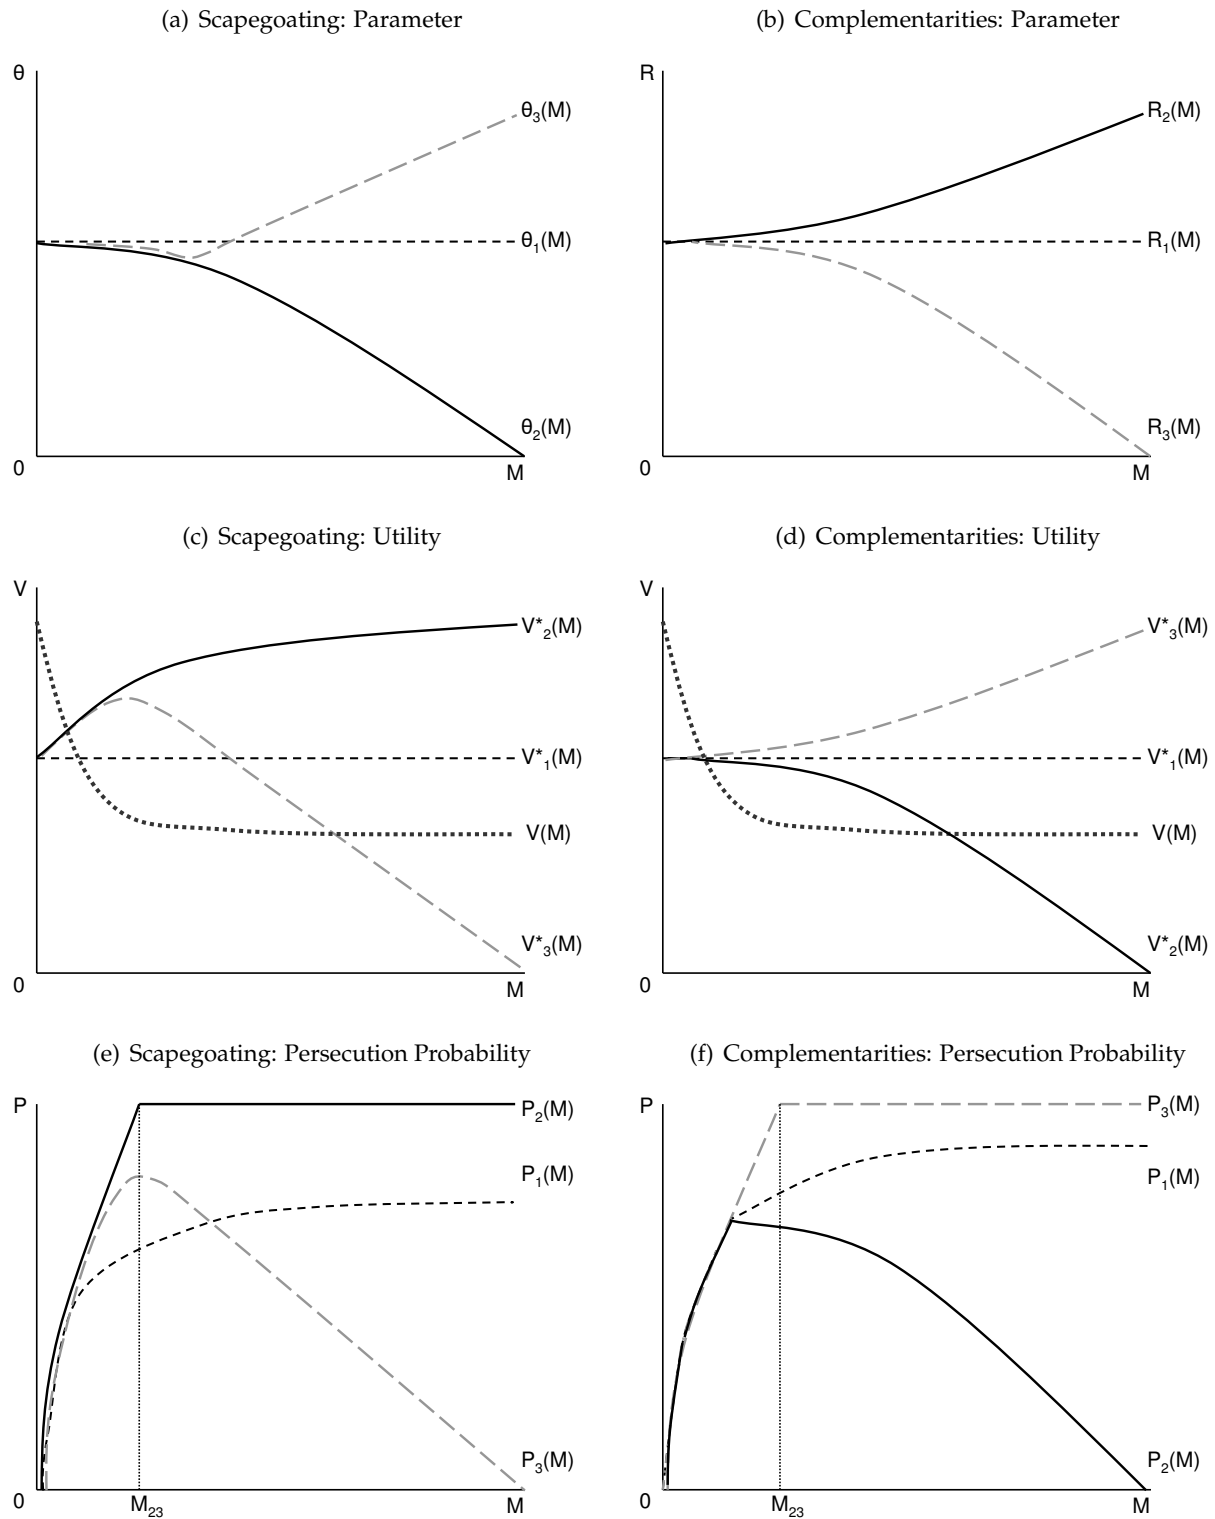 (a) Scapegoating: Parameter
θ
θ3(M)
θ1(M)
θ2(M)
0
M
(b) Complementarities: Parameter
R
R2(M)
R1(M)
R3(M)
0
M
(c) Scapegoating: Utility
V
V*2(M)
V*1(M)
V(M)
V*3(M)
0
M
(d) Complementarities: Utility
V
V*3(M)
V*1(M)
V(M)
V*2(M)
0
M
(e) Scapegoating: Persecution Probability
P
P2(M)
P1(M)
P3(M)
0
M23
M
(f) Complementarities: Persecution Probability
P
P3(M)
P1(M)
P2(M)
0
M23
M